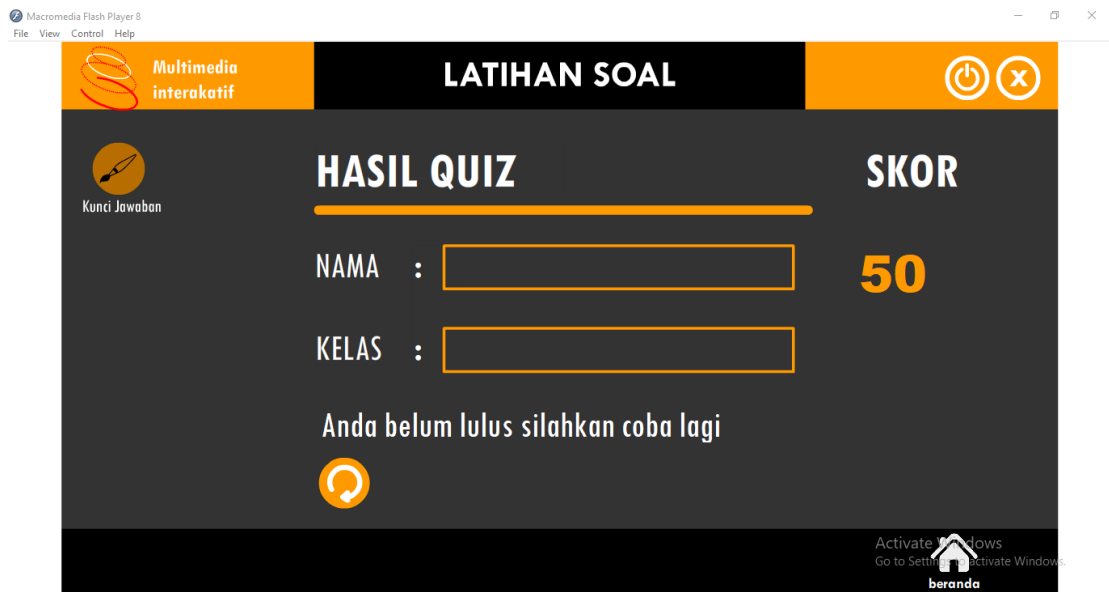 Macromedia Flash Player 8
File View Control Help
Multimedia
interakatif
LATIHAN SOAL
X
Kunci Jawaban
HASIL QUIZ
SKOR
NAMA :
50
KELAS :
Anda belum lulus silahkan coba lagi
Activate Windows
Go to Settings to activate Windows.
beranda